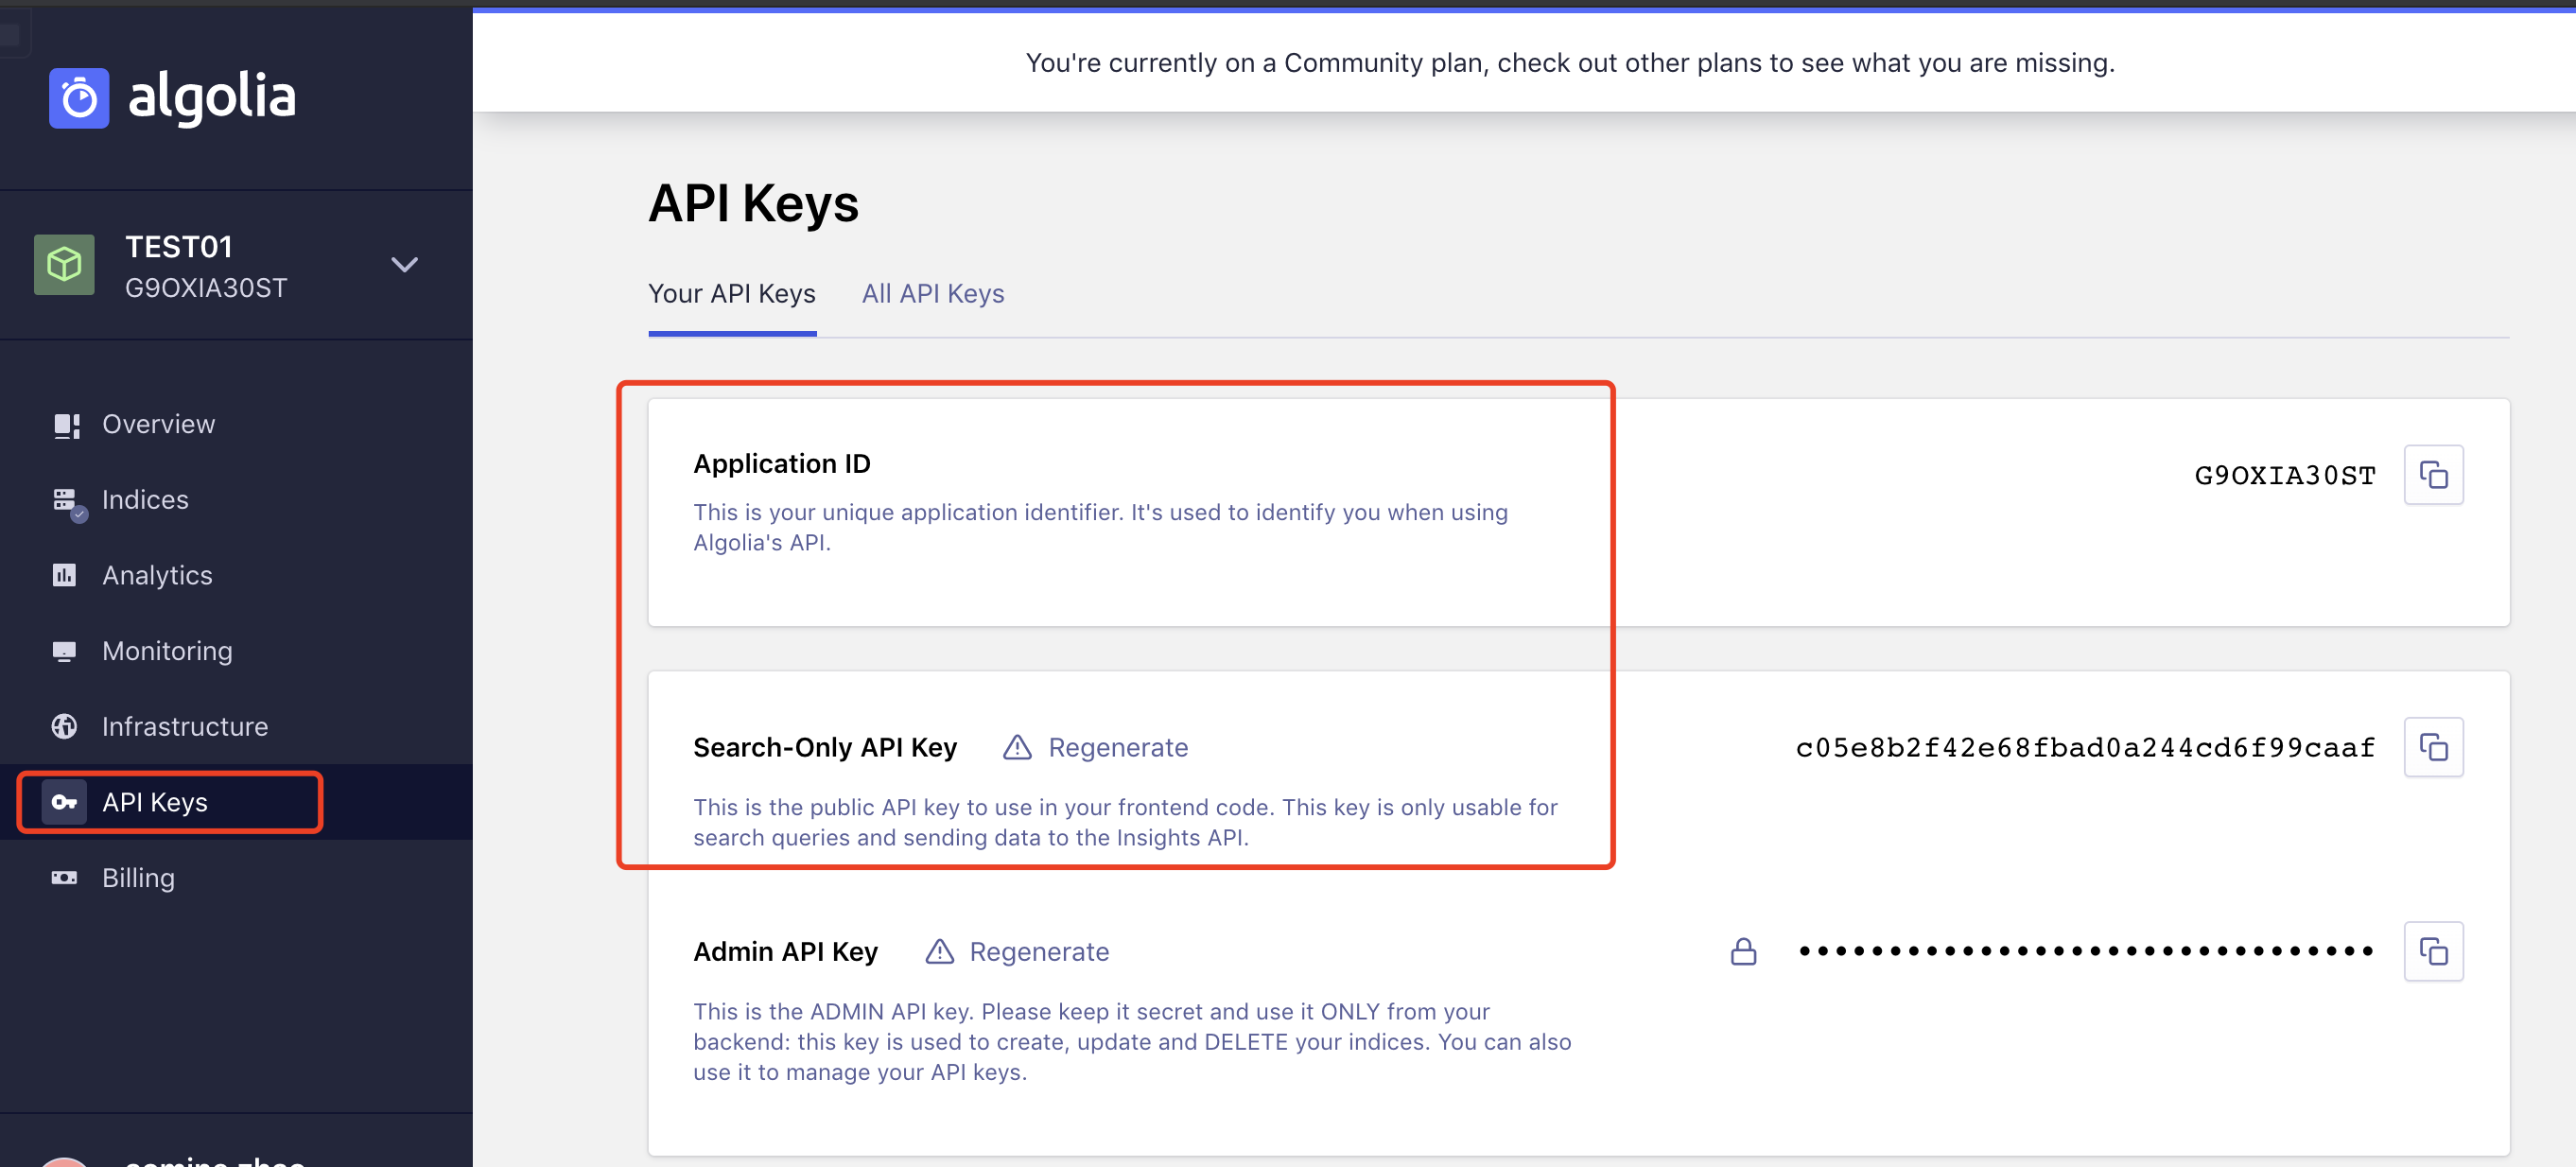 algolia
You're currently on a Community plan, check out other plans to see what you are missing.
TEST01
G9OXIA30ST
Overview
Indices
Analytics
Monitoring
Infrastructure
API Keys
Billing
API Keys
Your API Keys
All API Keys
Application ID
This is your unique application identifier. It's used to identify you when using
Algolia's API.
G9OXIA30ST
Search-Only API Key
Regenerate
This is the public API key to use in your frontend code. This key is only usable for
search queries and sending data to the Insights API.
c05e8b2f42e68fbad0a244cd6f99caaf
Admin API Key
Regenerate
••••••••••••••••••••••••••••••••
This is the ADMIN API key. Please keep it secret and use it ONLY from your
backend: this key is used to create, update and DELETE your indices. You can also
use it to manage your API keys.